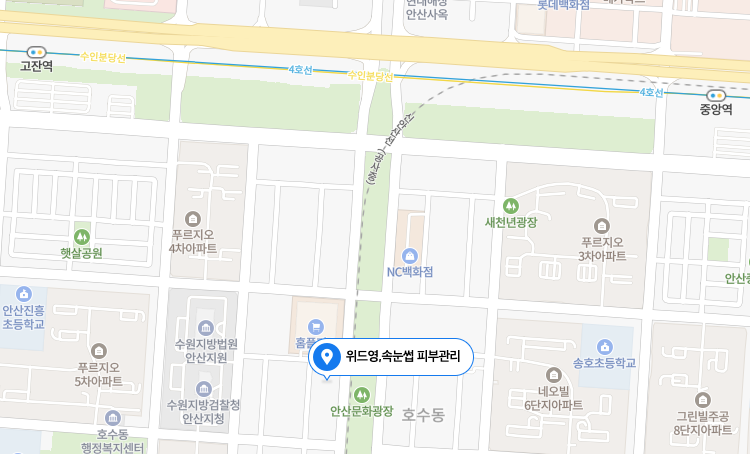 안산사옥
롯데백화점
고잔역
수인분당선
4호선
수인분당선
4호선
중앙역
신안산선(공사중)
푸르지오
4차아파트
햇살공원
새천년광장
푸르지오
3차아파트
NC백화점
안산진흥
초등학교
수원지방법원
안산지원
위드영,속눈썹 피부관리
푸르지오
5차아파트
송호초등학교
네오빌
6단지아파트
수원지방검찰청
안산지청
안산문화광장
호수동
그린빌주공
8단지아파트
호수동
행정복지센터